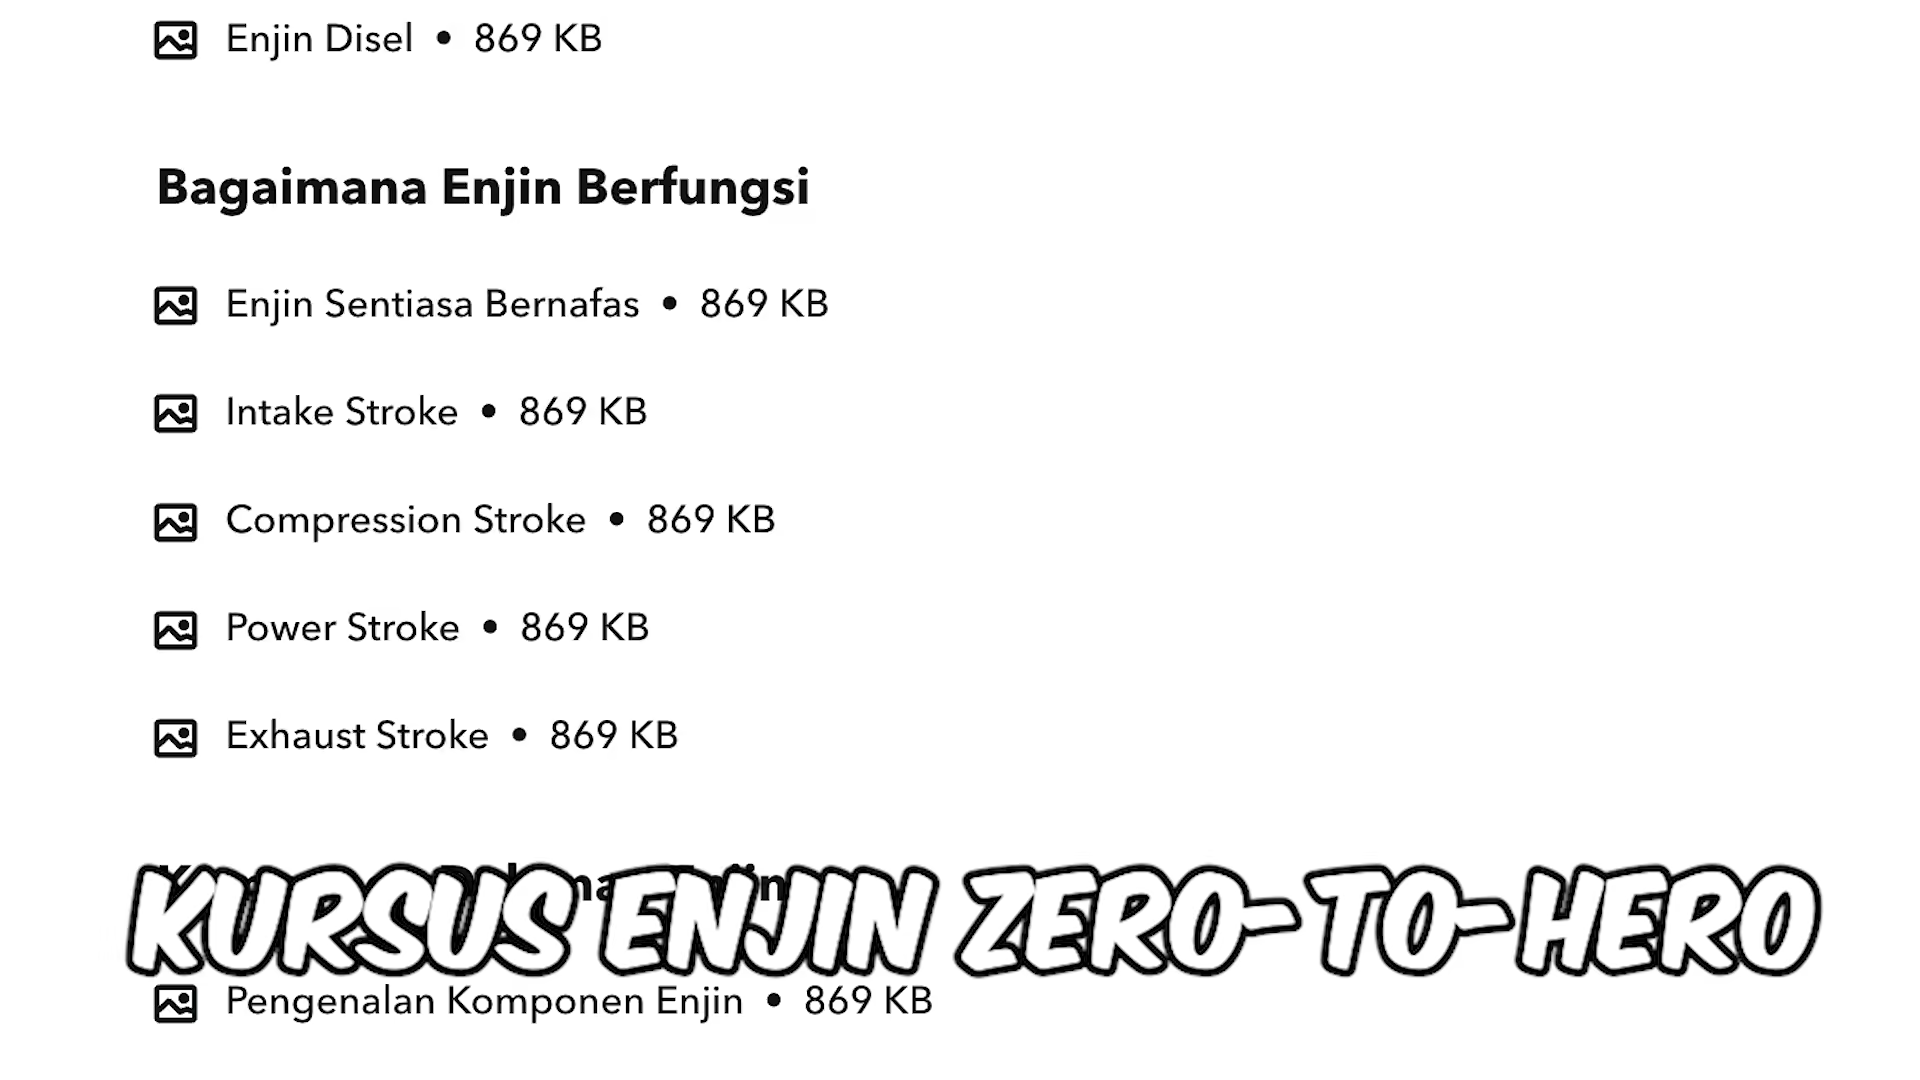 Enjin Disel • 869 KB
Bagaimana Enjin Berfungsi
Enjin Sentiasa Bernafas • 869 KB
Intake Stroke • 869 KB
Compression Stroke • 869 KB
Power Stroke • 869 KB
Exhaust Stroke • 869 KB
Enjin
KURSUS ENJIN ZERO-TO-HERO
Pengenalan Komponen Enjin • 869 KB